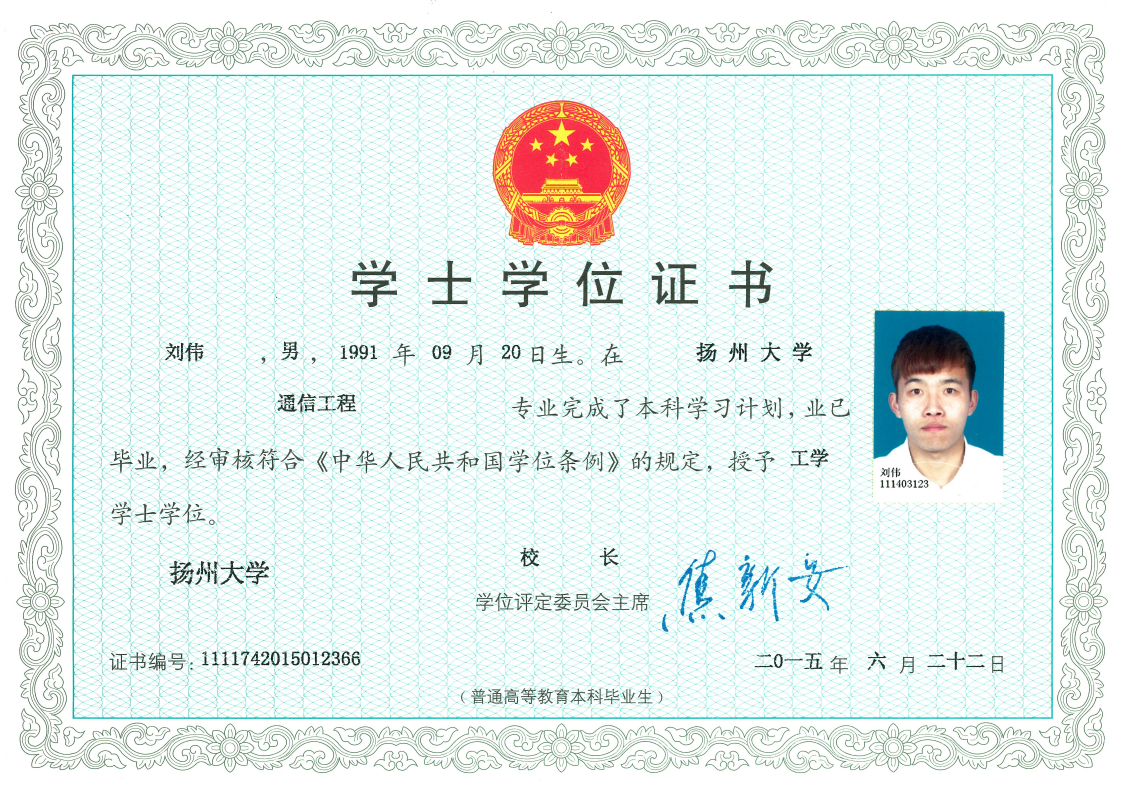 学士学位证书
刘伟 ，男，1991 年 09 月 20 日生。在 扬州大学
通信工程 专业完成了本科学习计划，业已
毕业，经审核符合《中华人民共和国学位条例》的规定，授予 工学
学士学位。
刘伟
111403123
扬州大学
校 长
学位评定委员会主席
焦新安
证书编号：1111742015012366
二0一五 年 六 月 二十二日
（普通高等教育本科毕业生）